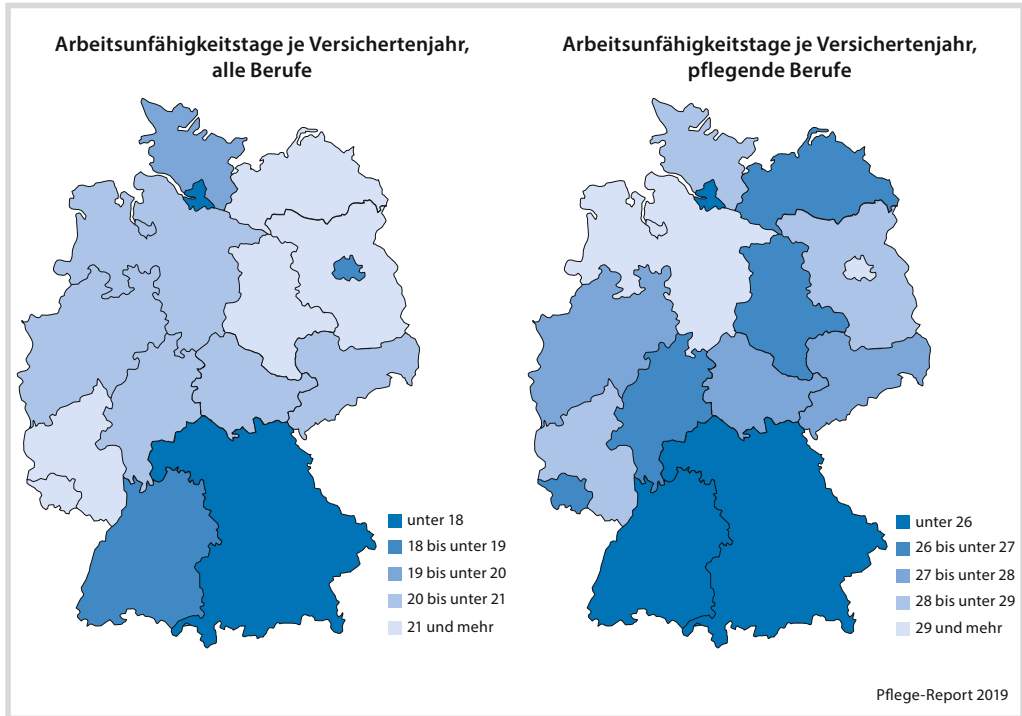 Arbeitsunfähigkeitstage je Versichertenjahr,
alle Berufe
unter 18
18 bis unter 19
19 bis unter 20
20 bis unter 21
21 und mehr
Arbeitsunfähigkeitstage je Versichertenjahr,
pflegende Berufe
unter 26
26 bis unter 27
27 bis unter 28
28 bis unter 29
29 und mehr
Pflege-Report 2019